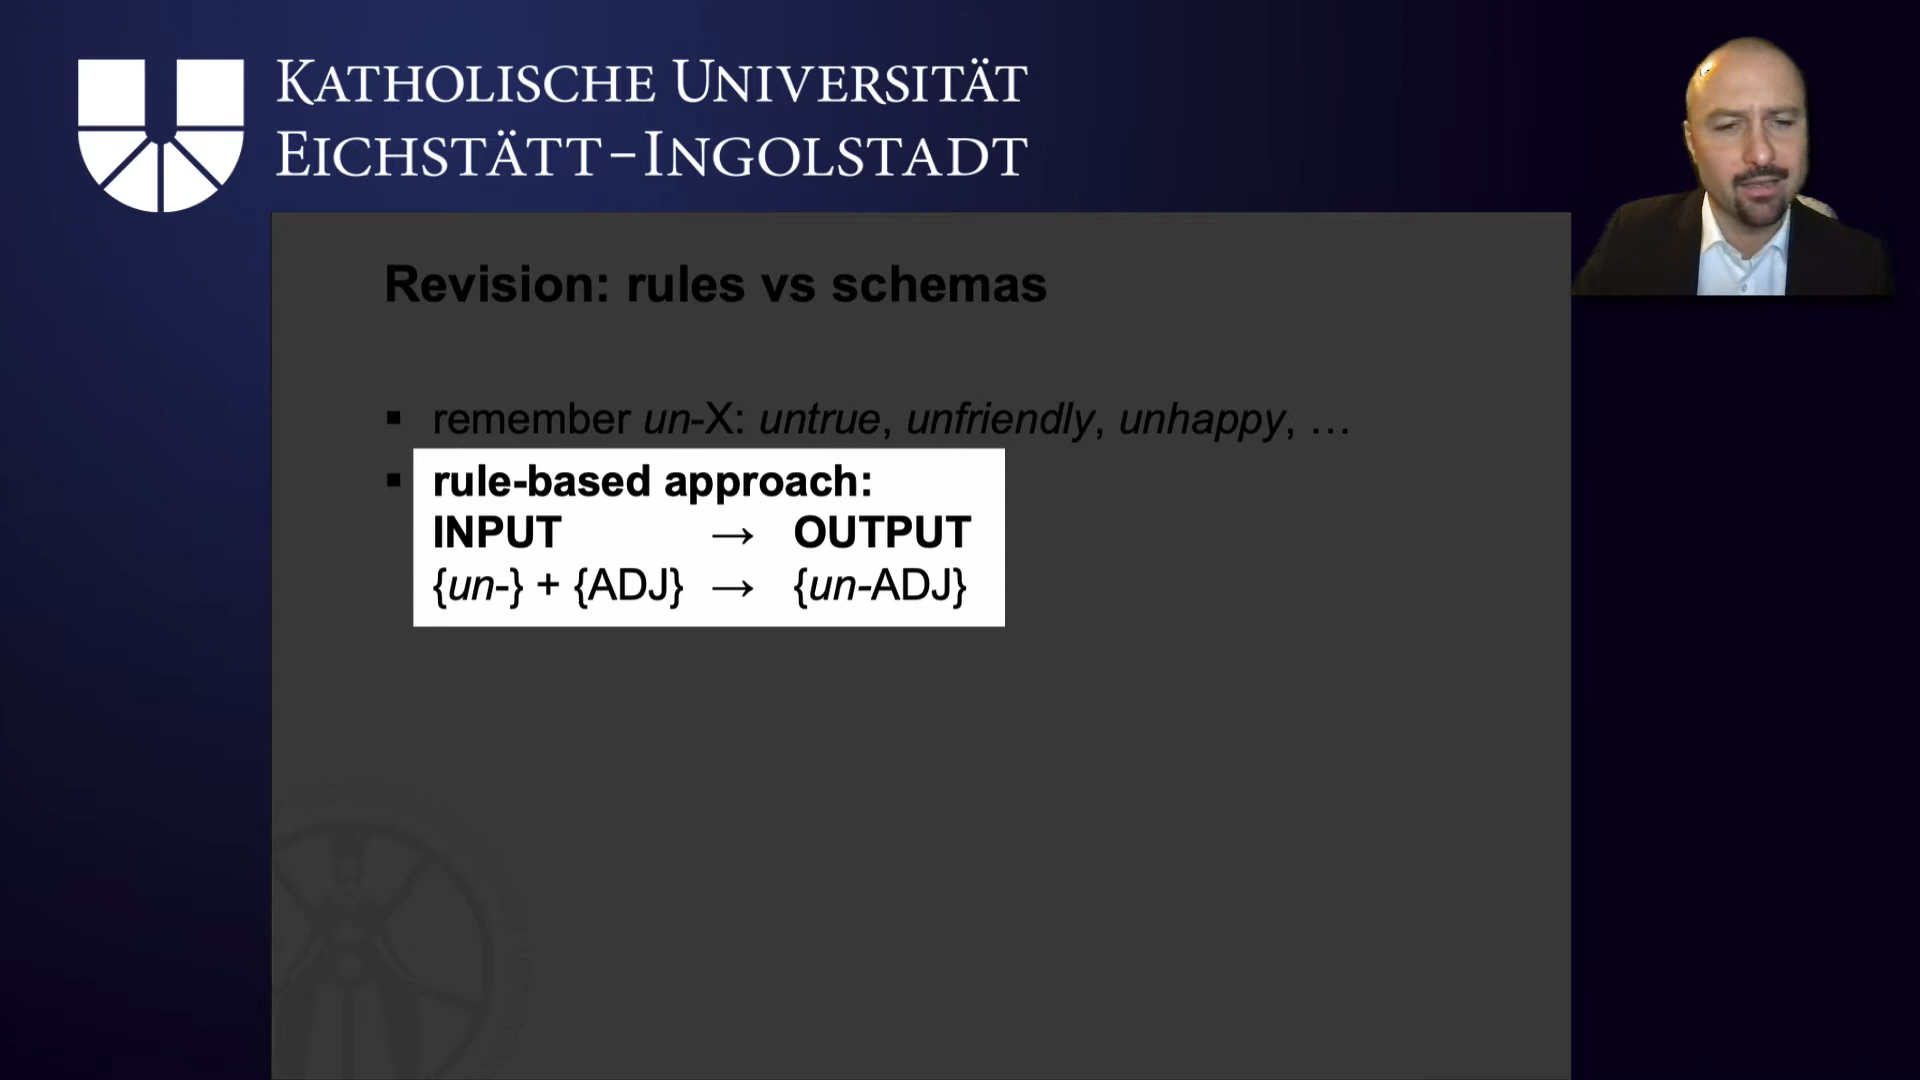 KATHOLISCHE UNIVERSITÄT
EICHSTÄTT-INGOLSTADT
Revision: rules vs schemas
▪ remember un-X: untrue, unfriendly, unhappy, …
▪ rule-based approach:
INPUT → OUTPUT
{un-} + {ADJ} → {un-ADJ}